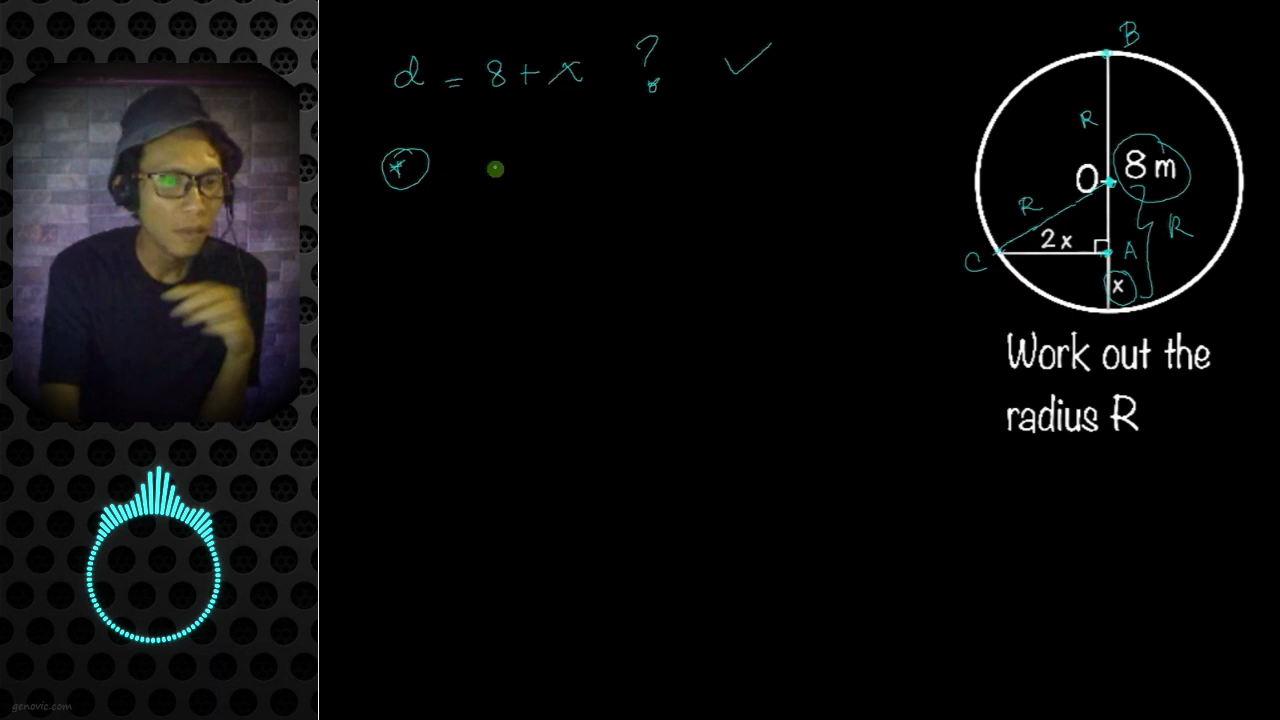 d = 8 + x ?
*
B
R
O
8 m
R
R
2x
A
C
x
Work out the
radius R
genovic.com